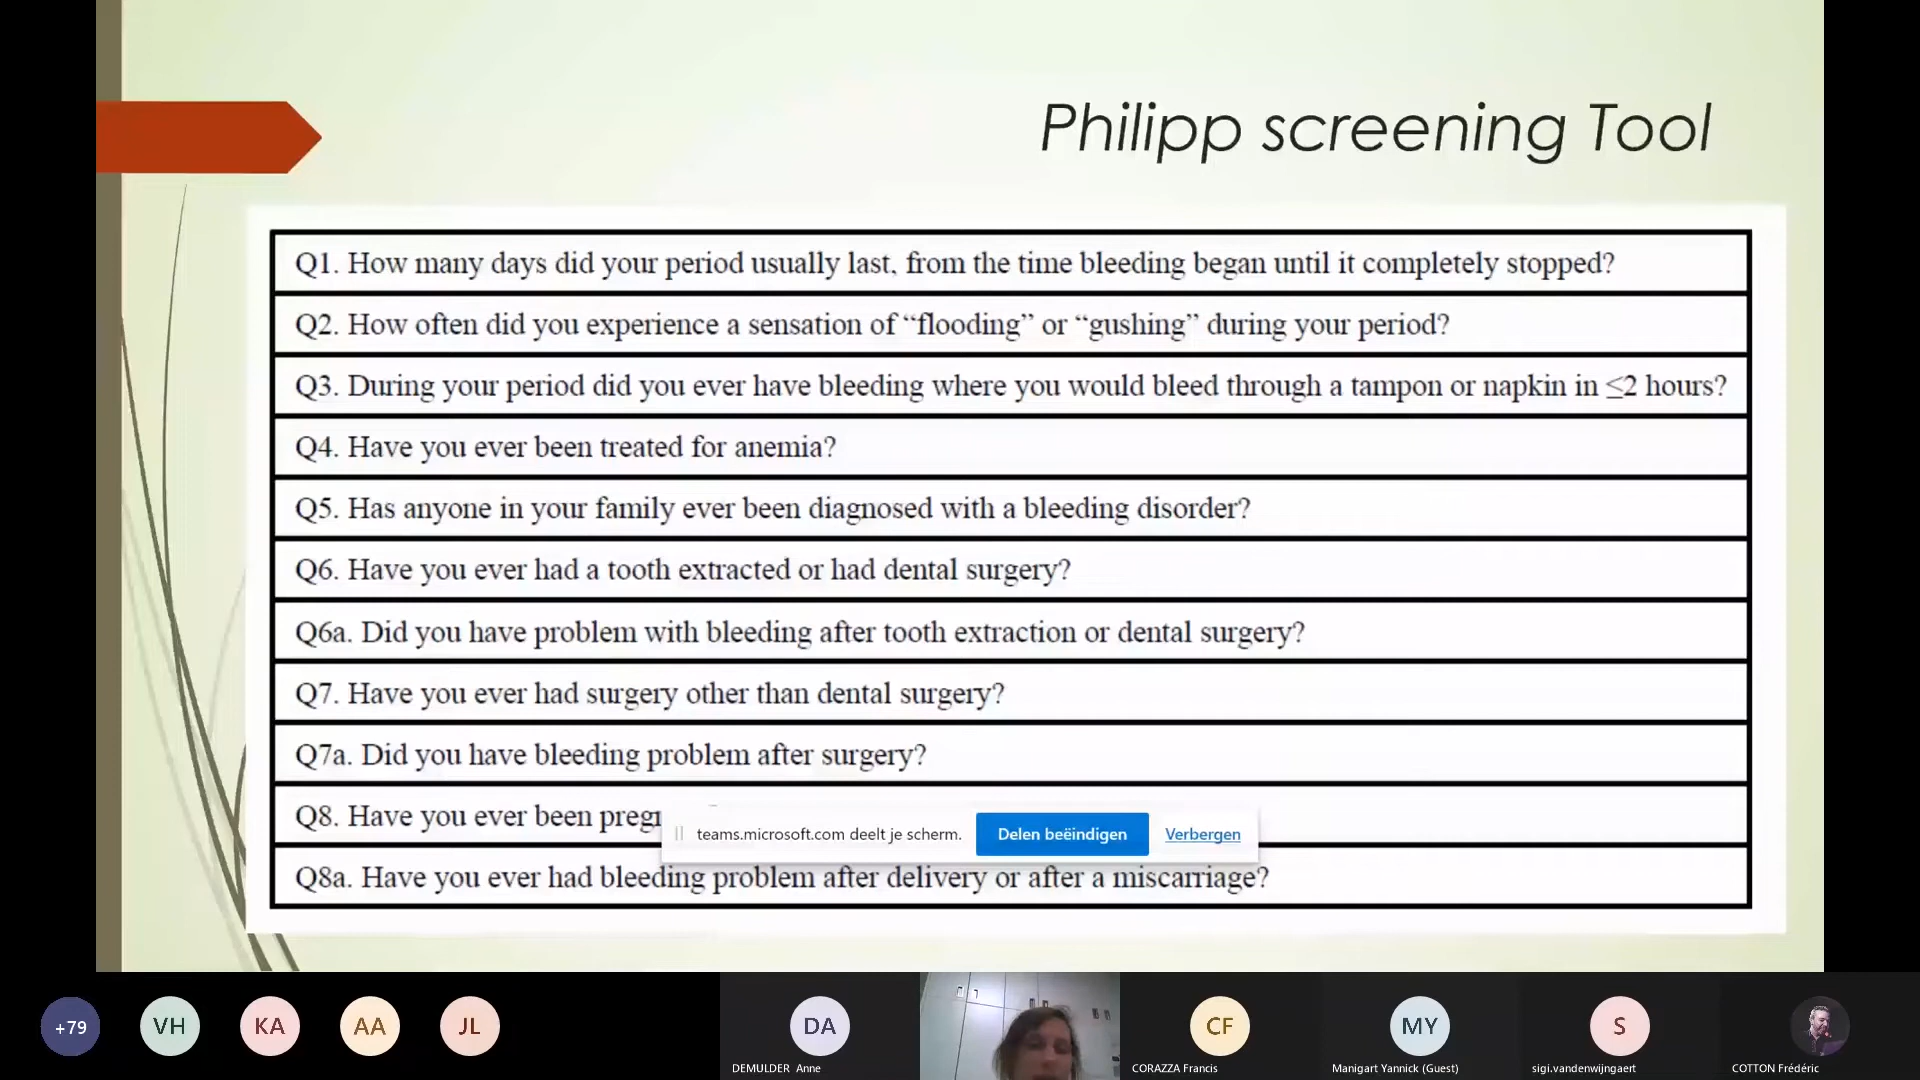 Philipp screening Tool
Q1. How many days did your period usually last, from the time bleeding began until it completely stopped?
Q2. How often did you experience a sensation of “flooding” or “gushing” during your period?
Q3. During your period did you ever have bleeding where you would bleed through a tampon or napkin in ≤2 hours?
Q4. Have you ever been treated for anemia?
Q5. Has anyone in your family ever been diagnosed with a bleeding disorder?
Q6. Have you ever had a tooth extracted or had dental surgery?
Q6a. Did you have problem with bleeding after tooth extraction or dental surgery?
Q7. Have you ever had surgery other than dental surgery?
Q7a. Did you have bleeding problem after surgery?
Q8. Have you ever been
teams.microsoft.com deelt je scherm. Delen beëindigen Verbergen
Q8a. Have you ever had bleeding problem after delivery or after a miscarriage?
+79 VH KA AA JL DA CF MY S
DEMULDER Anne CORAZZA Francis Manigart Yannick (Guest) sigi.vandenwijngaert COTTON Frédéric